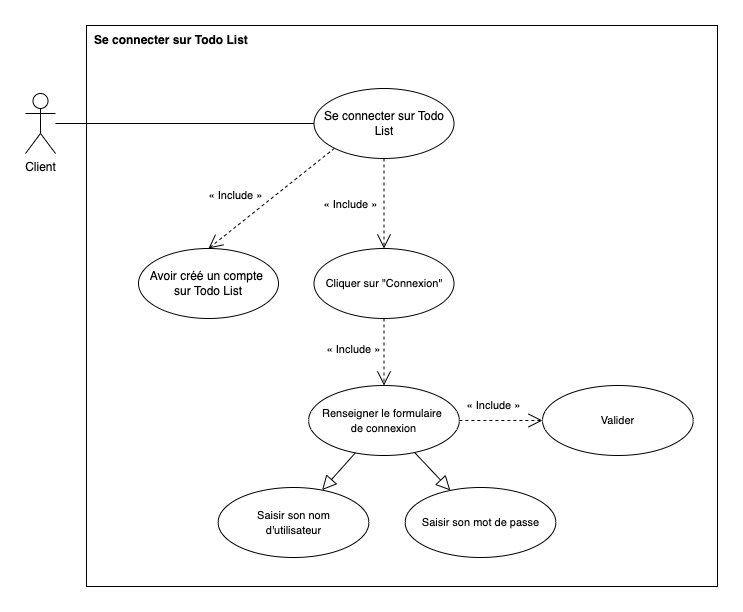 Se connecter sur Todo List
Se connecter sur Todo
List
Client
« Include »
« Include »
Avoir créé un compte
sur Todo List
Cliquer sur "Connexion"
« Include »
Renseigner le formulaire
de connexion
« Include »
Valider
Saisir son nom
d'utilisateur
Saisir son mot de passe